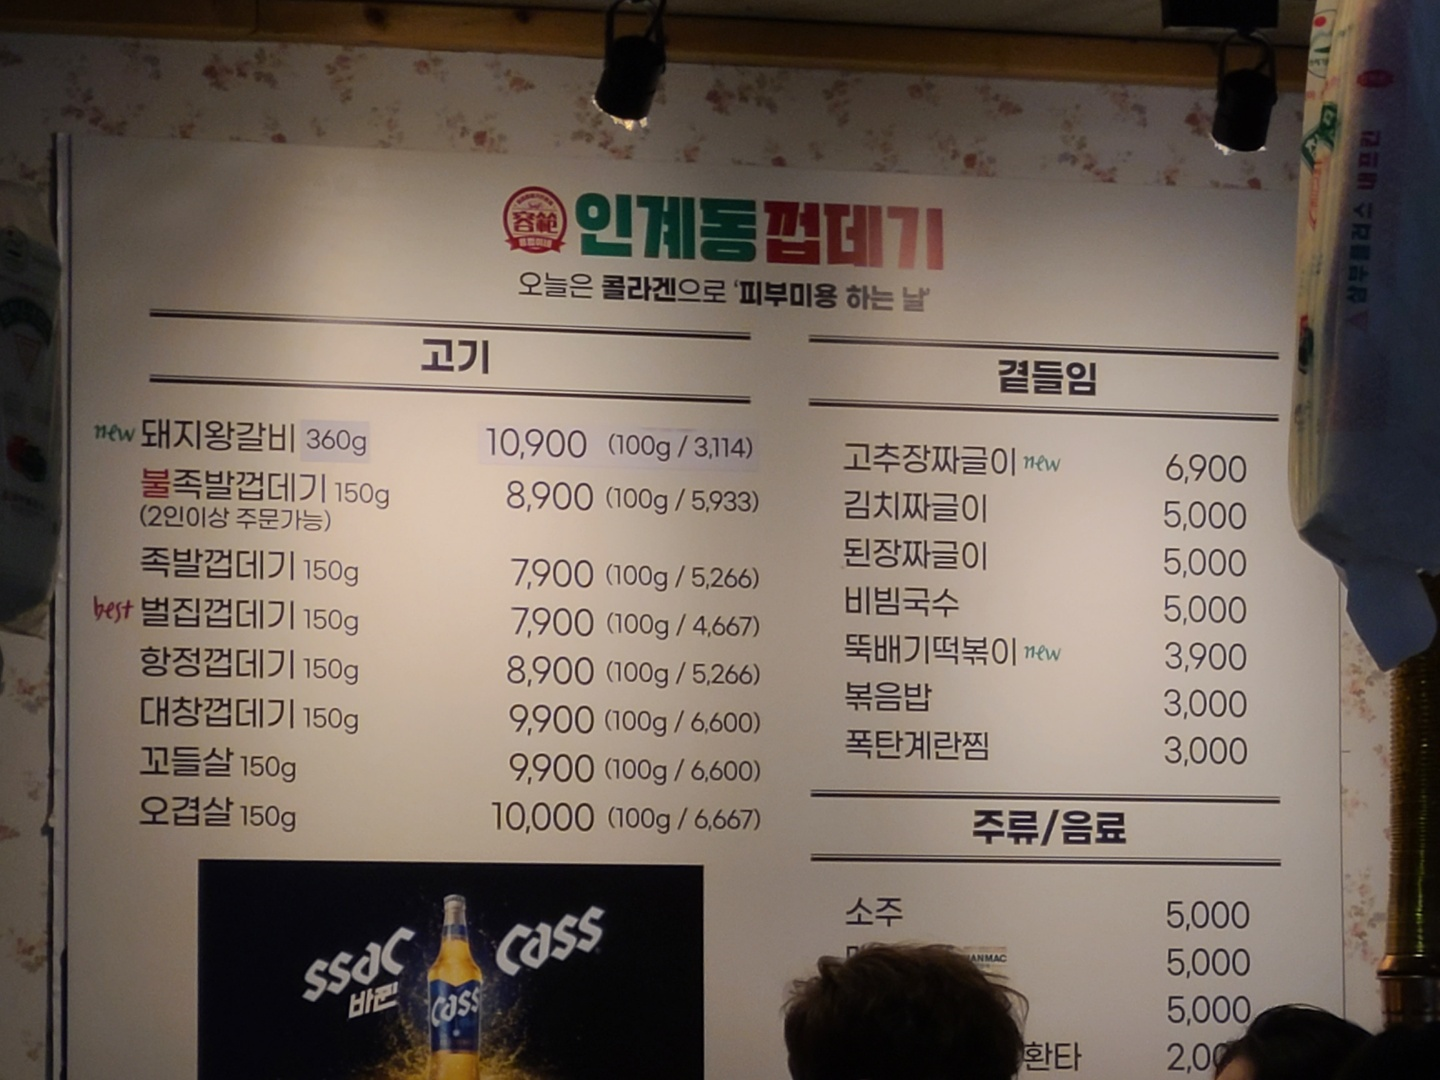 容範
인계동껍데기
오늘은 콜라겐으로 '피부미용 하는 날'
고기
new 돼지왕갈비 360g 10,900 (100g / 3,114)
불족발껍데기 150g 8,900 (100g / 5,933)
(2인이상 주문가능)
족발껍데기 150g 7,900 (100g / 5,266)
best 벌집껍데기 150g 7,900 (100g / 4,667)
항정껍데기 150g 8,900 (100g / 5,266)
대창껍데기 150g 9,900 (100g / 6,600)
꼬들살 150g 9,900 (100g / 6,600)
오겹살 150g 10,000 (100g / 6,667)
ssac
바뀐
Cass
Cass
곁들임
고추장짜글이 new 6,900
김치짜글이 5,000
된장짜글이 5,000
비빔국수 5,000
뚝배기떡볶이 new 3,900
볶음밥 3,000
폭탄계란찜 3,000
주류/음료
소주 5,000
5,000
5,000
환타 2,00